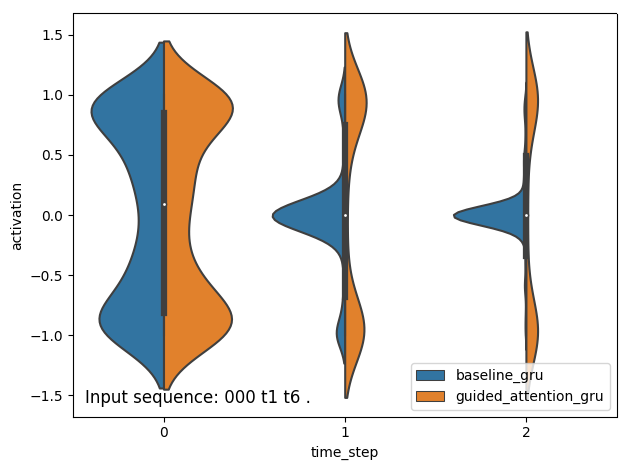 1.5
1.0
0.5
0.0
−0.5
−1.0
−1.5
activation
Input sequence: 000 t1 t6 .
baseline_gru
guided_attention_gru
0 1 2
time_step